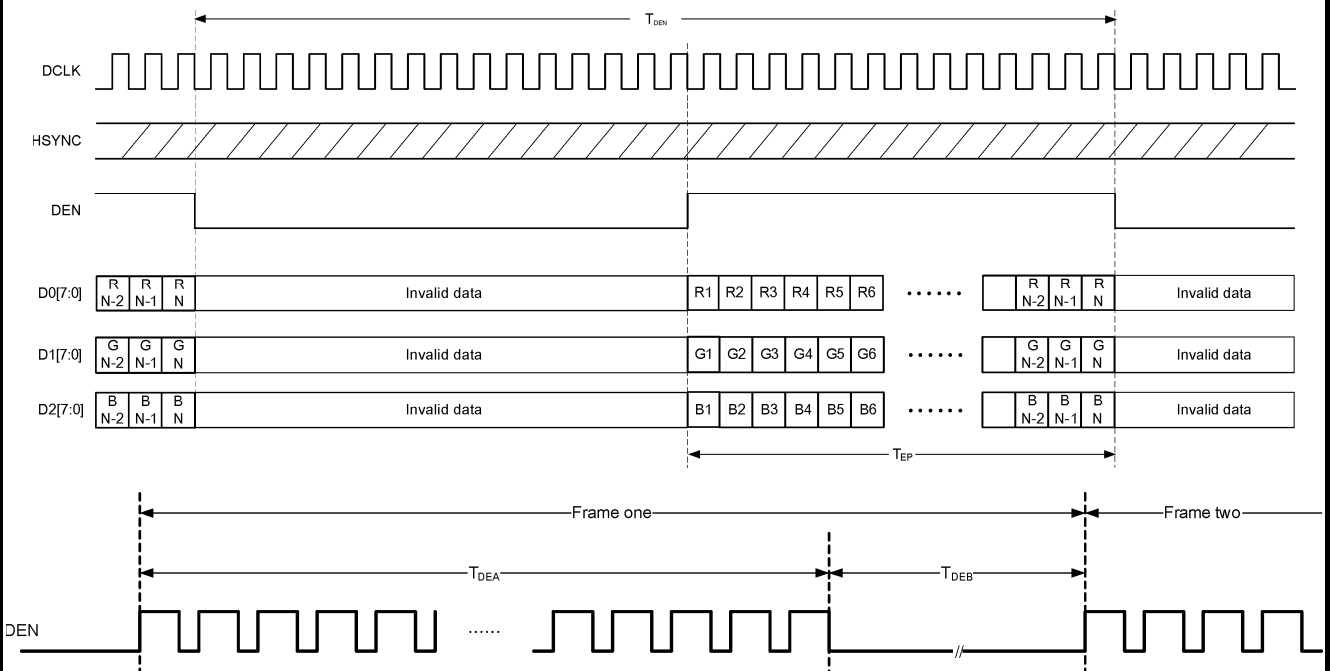 TDEN
DCLK
HSYNC
DEN
D0[7:0] R N-2 R N-1 R N Invalid data R1 R2 R3 R4 R5 R6 ...... R N-2 R N-1 R N Invalid data
D1[7:0] G N-2 G N-1 G N Invalid data G1 G2 G3 G4 G5 G6 ...... G N-2 G N-1 G N Invalid data
D2[7:0] B N-2 B N-1 B N Invalid data B1 B2 B3 B4 B5 B6 ...... B N-2 B N-1 B N Invalid data
TEP
Frame one Frame two
TDEA TDEB
DEN ...... //